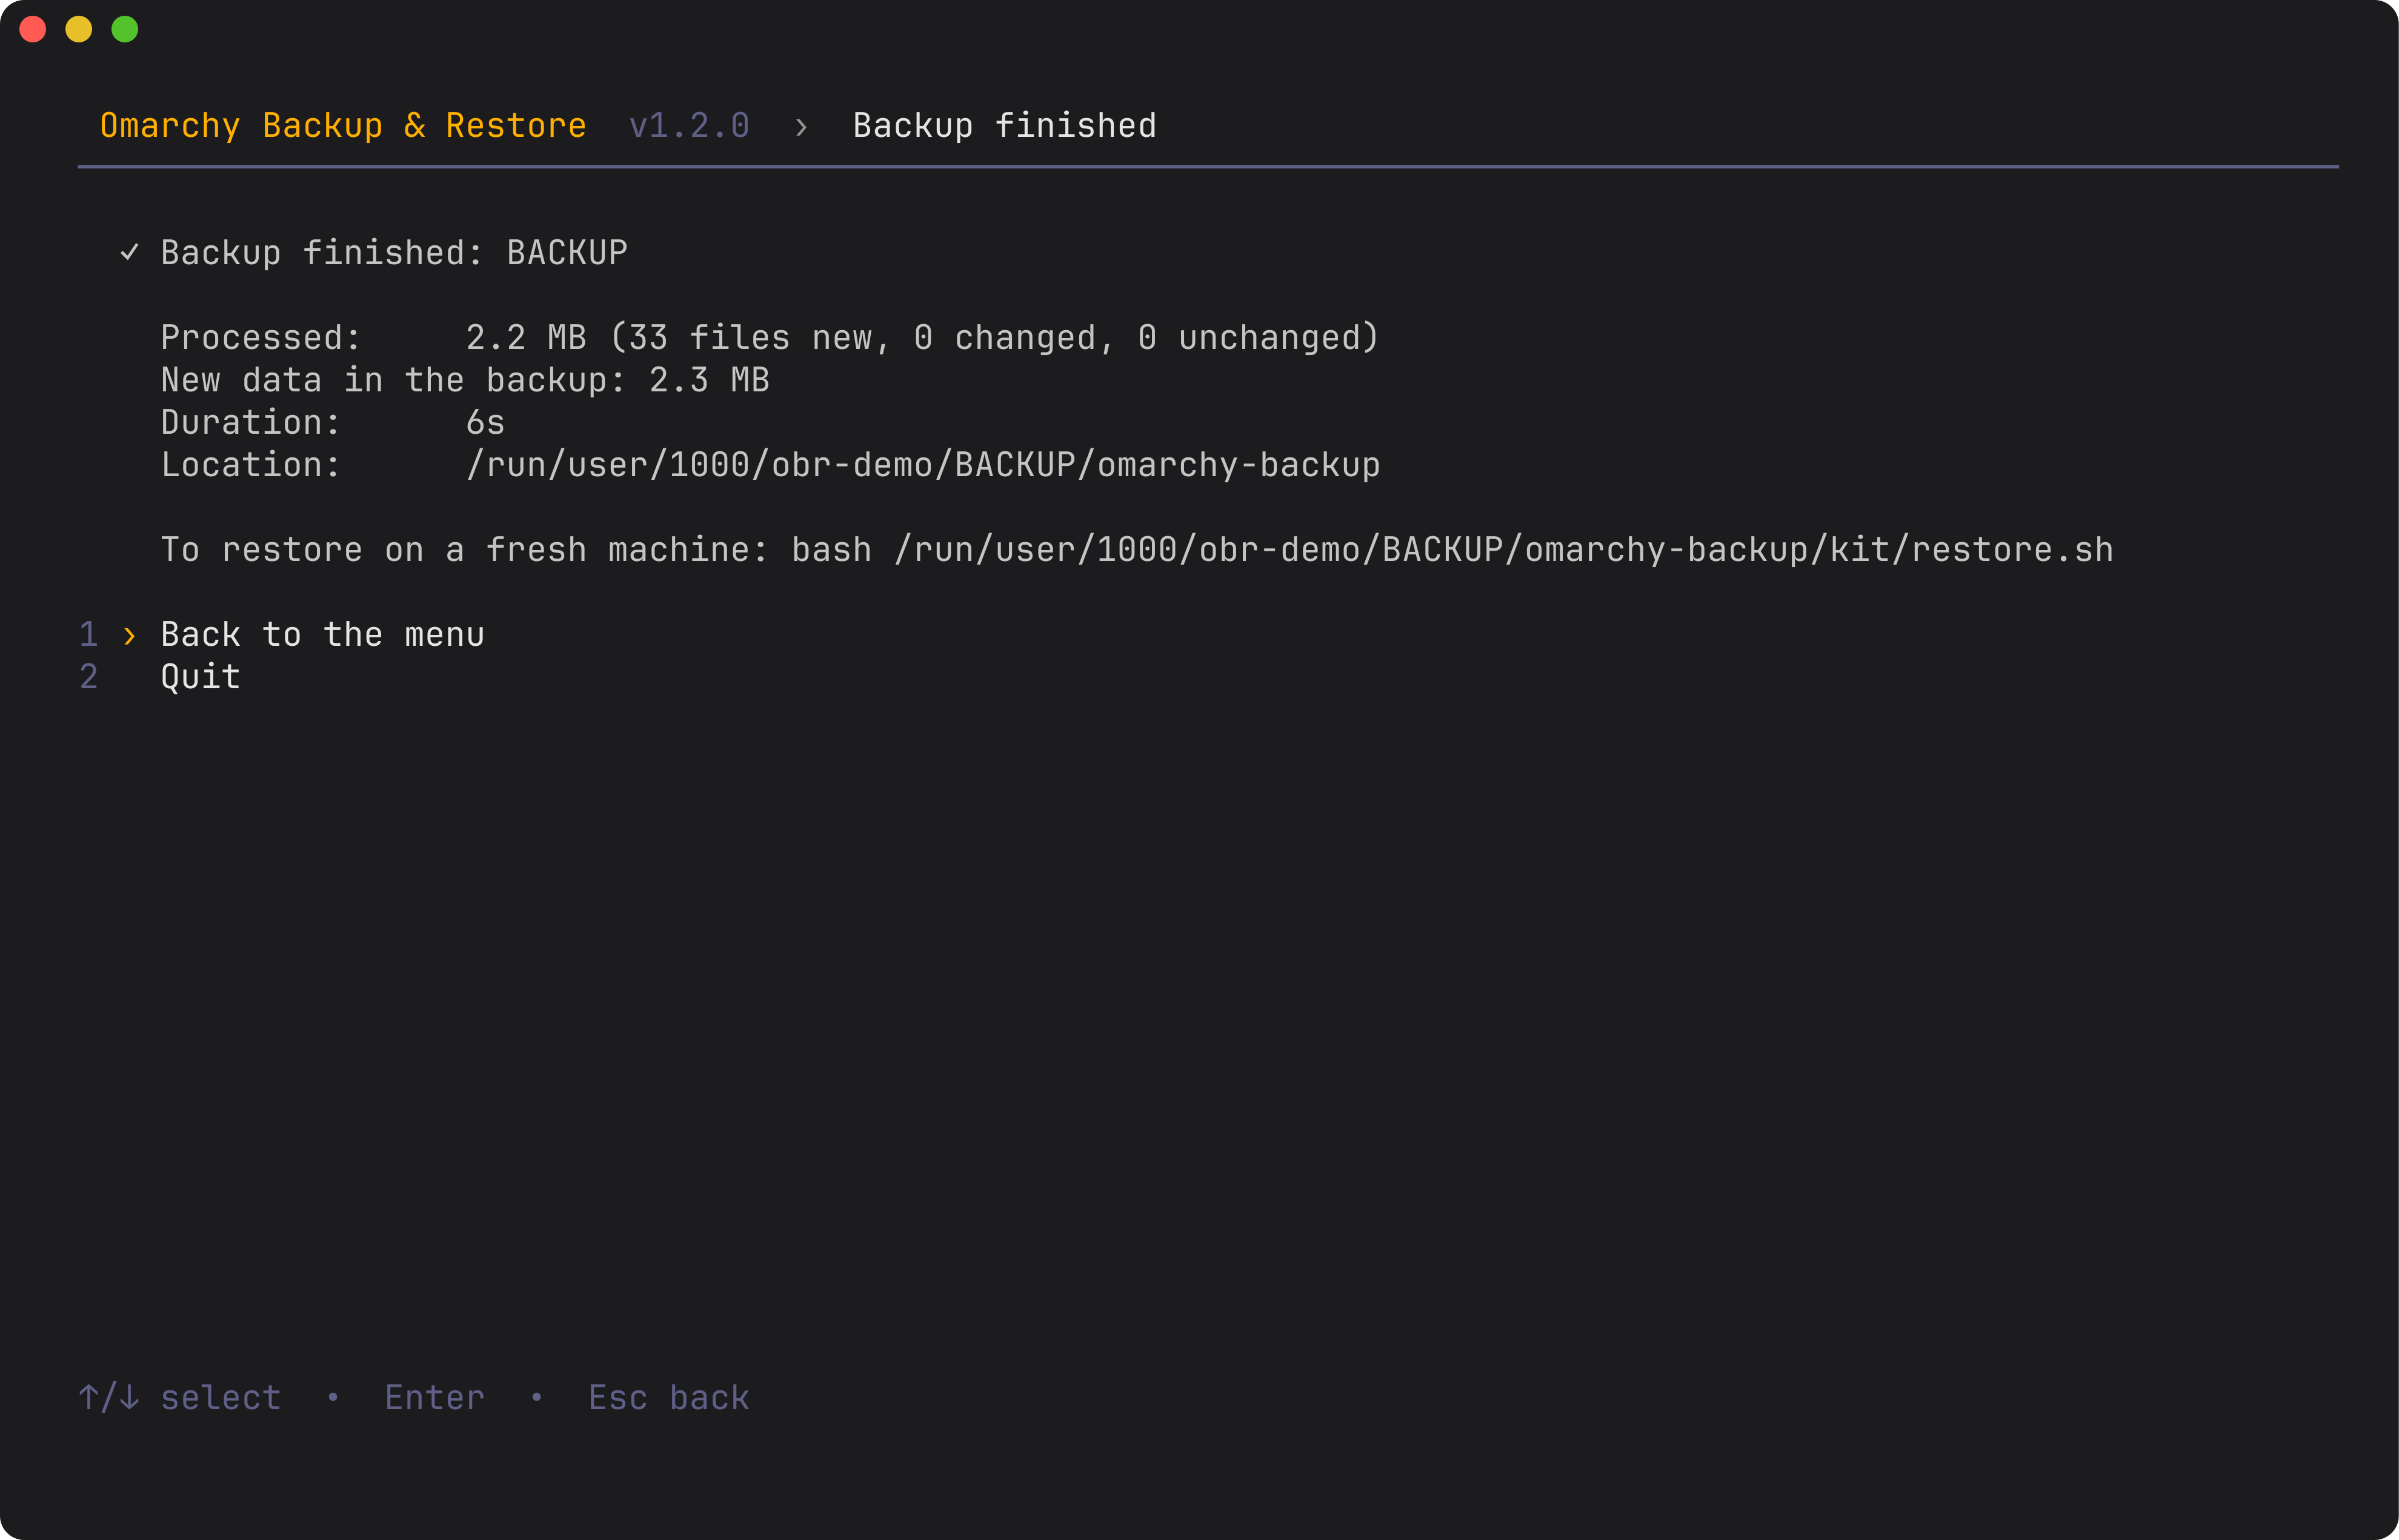 Omarchy Backup & Restore v1.2.0 › Backup finished
✓ Backup finished: BACKUP
Processed: 2.2 MB (33 files new, 0 changed, 0 unchanged)
New data in the backup: 2.3 MB
Duration: 6s
Location: /run/user/1000/obr-demo/BACKUP/omarchy-backup
To restore on a fresh machine: bash /run/user/1000/obr-demo/BACKUP/omarchy-backup/kit/restore.sh
1 › Back to the menu
2 Quit
↑/↓ select • Enter • Esc back